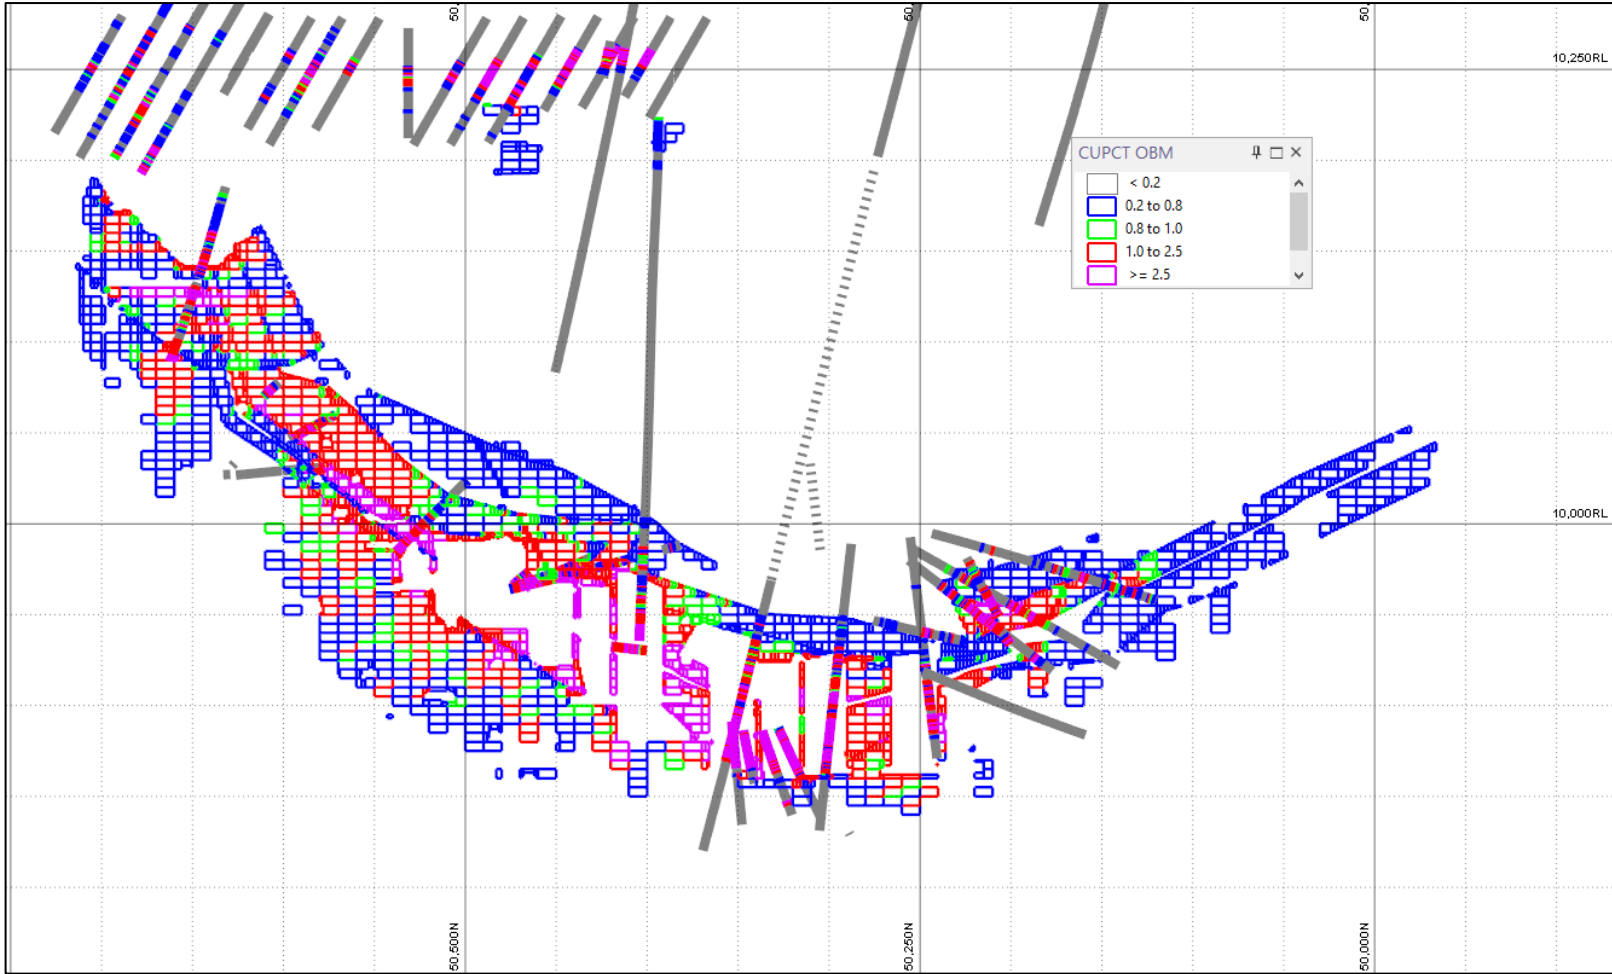 50,
50,
50,
10,250RL
CUPCT OBM
< 0.2
0.2 to 0.8
0.8 to 1.0
1.0 to 2.5
>= 2.5
10,000RL
50,500N
50,250N
50,000N